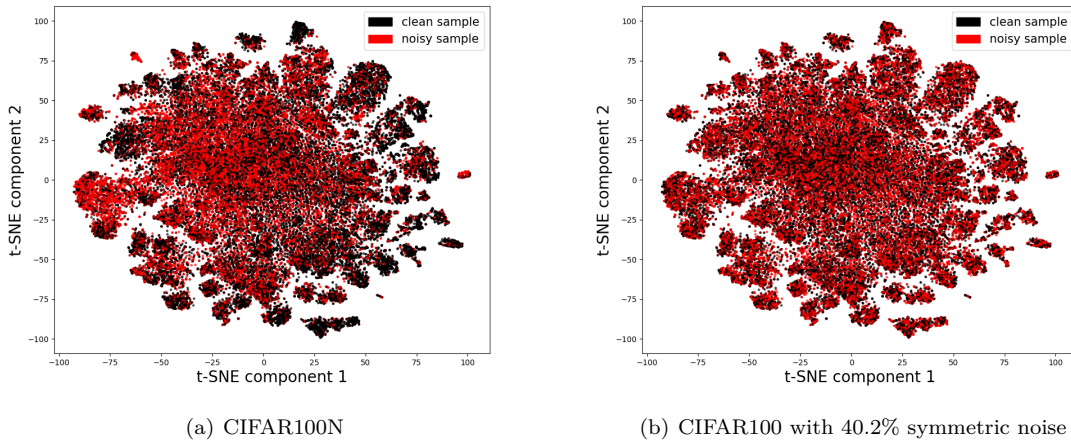 clean sample
noisy sample
100
75
50
25
0
−25
−50
−75
−100
t-SNE component 2
−100 −75 −50 −25 0 25 50 75 100
t-SNE component 1
(a) CIFAR100N
clean sample
noisy sample
100
75
50
25
0
−25
−50
−75
−100
t-SNE component 2
−100 −75 −50 −25 0 25 50 75 100
t-SNE component 1
(b) CIFAR100 with 40.2% symmetric noise